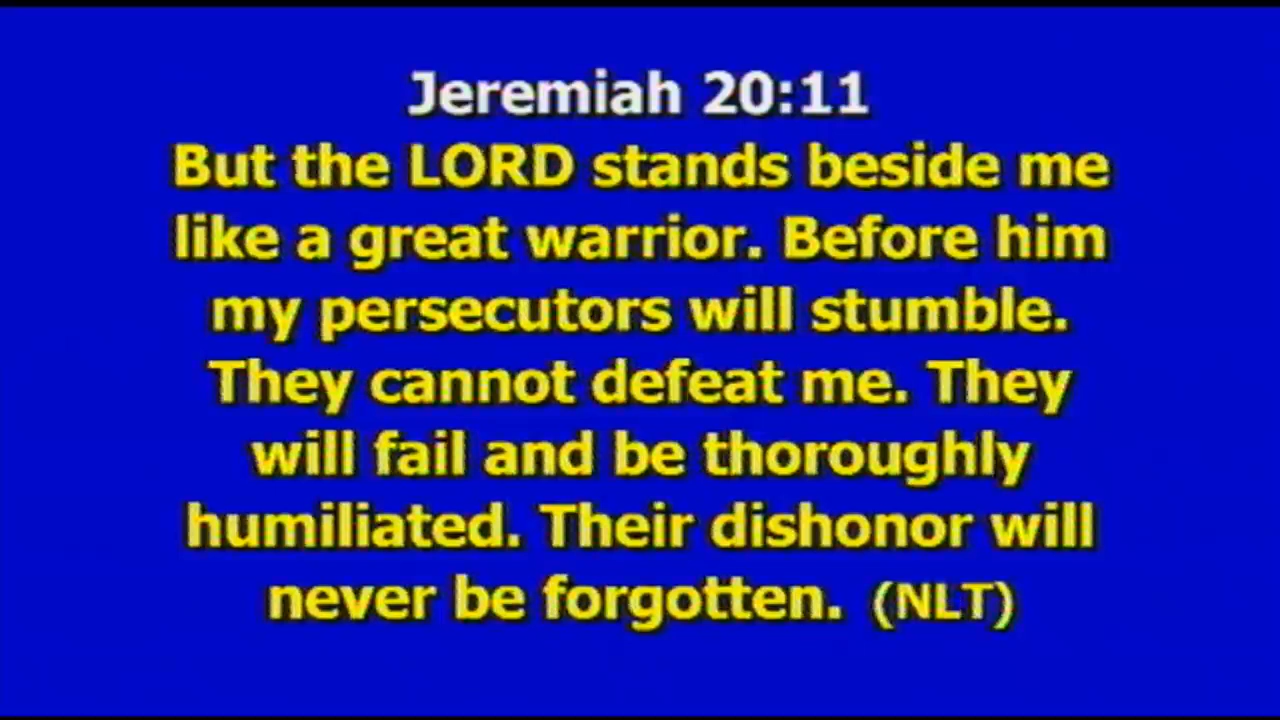 Jeremiah 20:11
But the LORD stands beside me
like a great warrior. Before him
my persecutors will stumble.
They cannot defeat me. They
will fail and be thoroughly
humiliated. Their dishonor will
never be forgotten. (NLT)